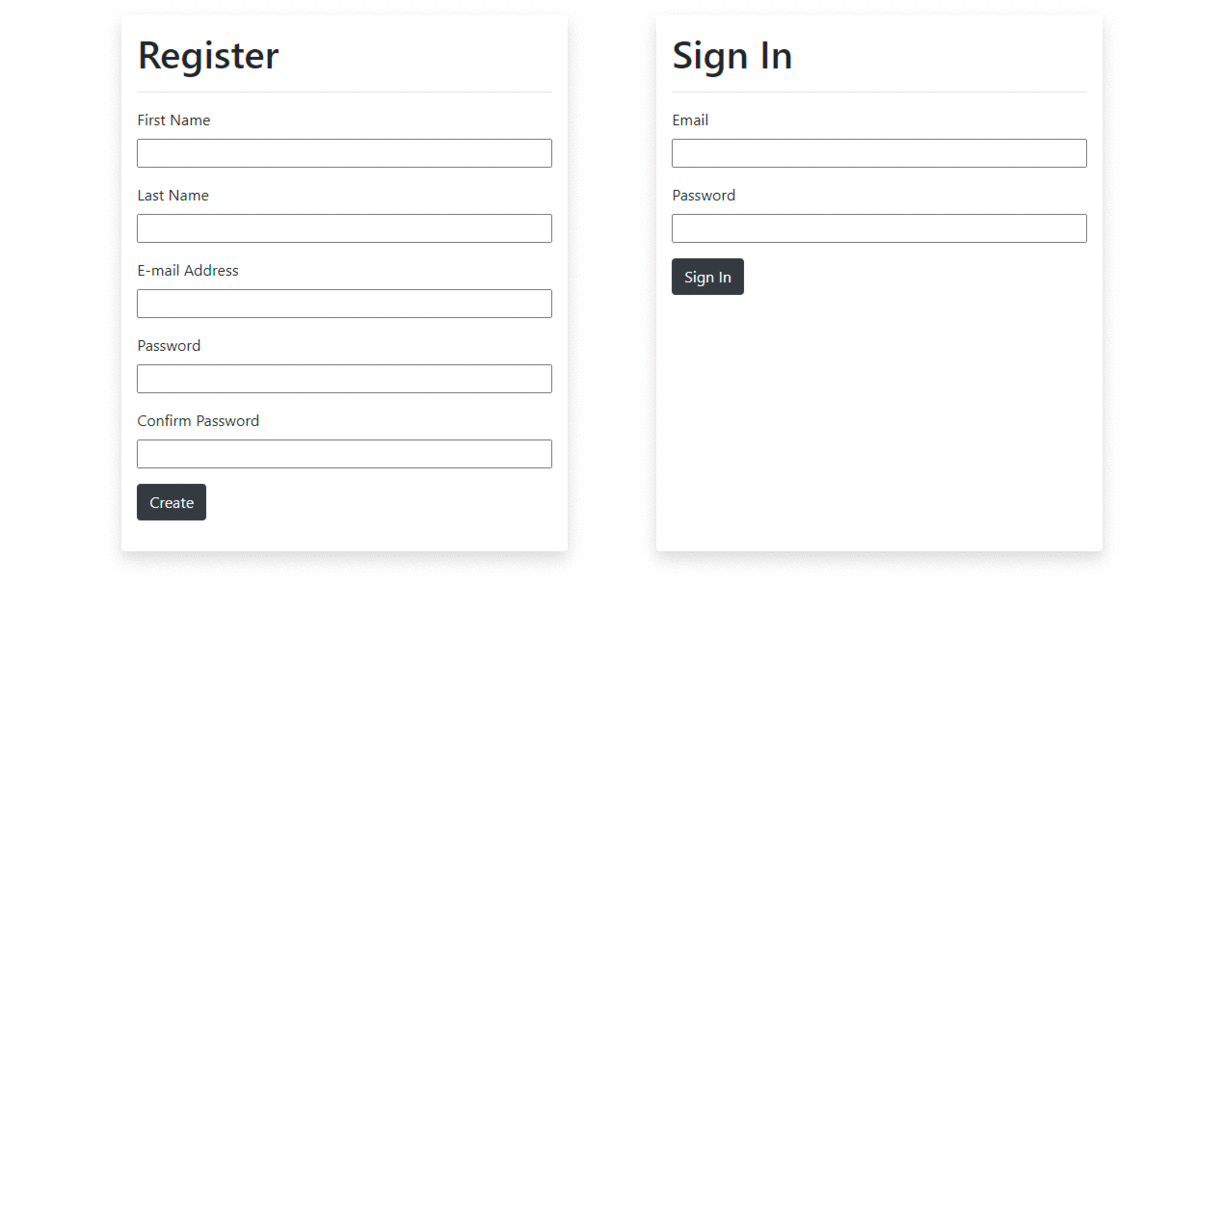 Register
First Name
Last Name
E-mail Address
Password
Confirm Password
Create
Sign In
Email
Password
Sign In